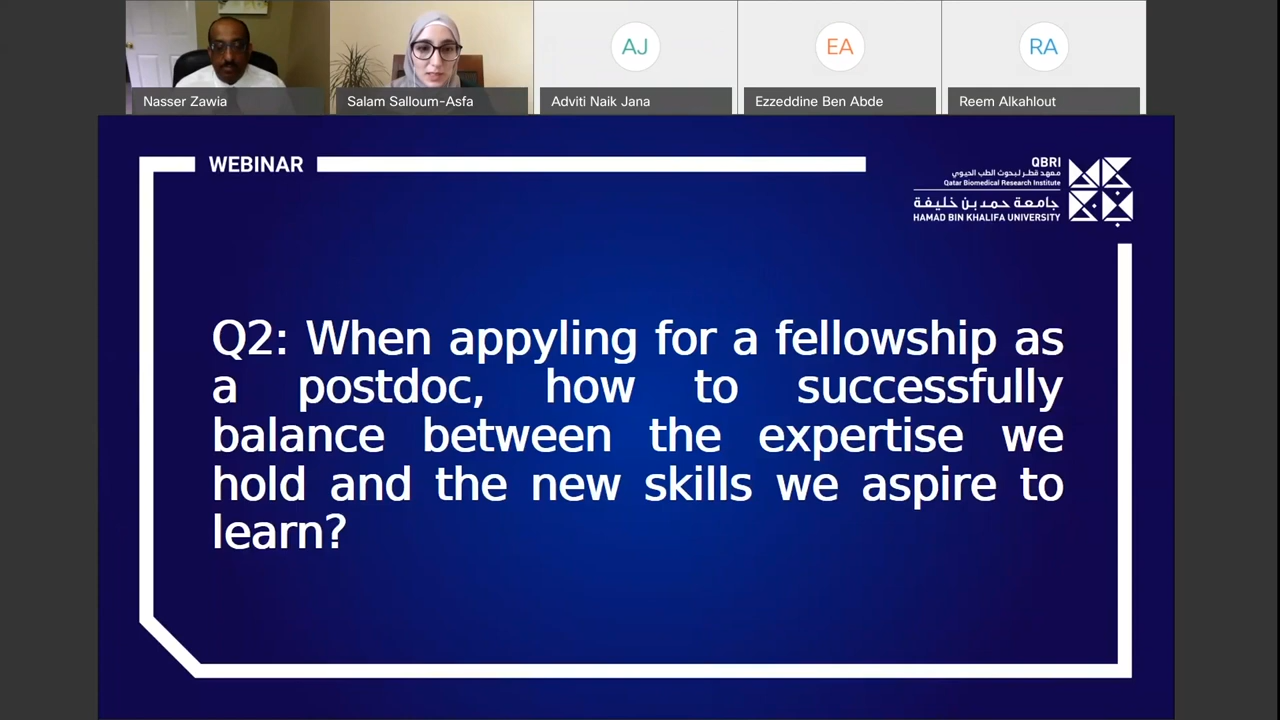 Nasser Zawia
Salam Salloum-Asfa
AJ
Adviti Naik Jana
EA
Ezzeddine Ben Abde
RA
Reem Alkahlout
WEBINAR
QBRI
معهد قطر لبحوث الطب الحيوي
Qatar Biomedical Research Institute
جامعة حمد بن خليفة
HAMAD BIN KHALIFA UNIVERSITY
Q2: When appyling for a fellowship as
a postdoc, how to successfully
balance between the expertise we
hold and the new skills we aspire to
learn?